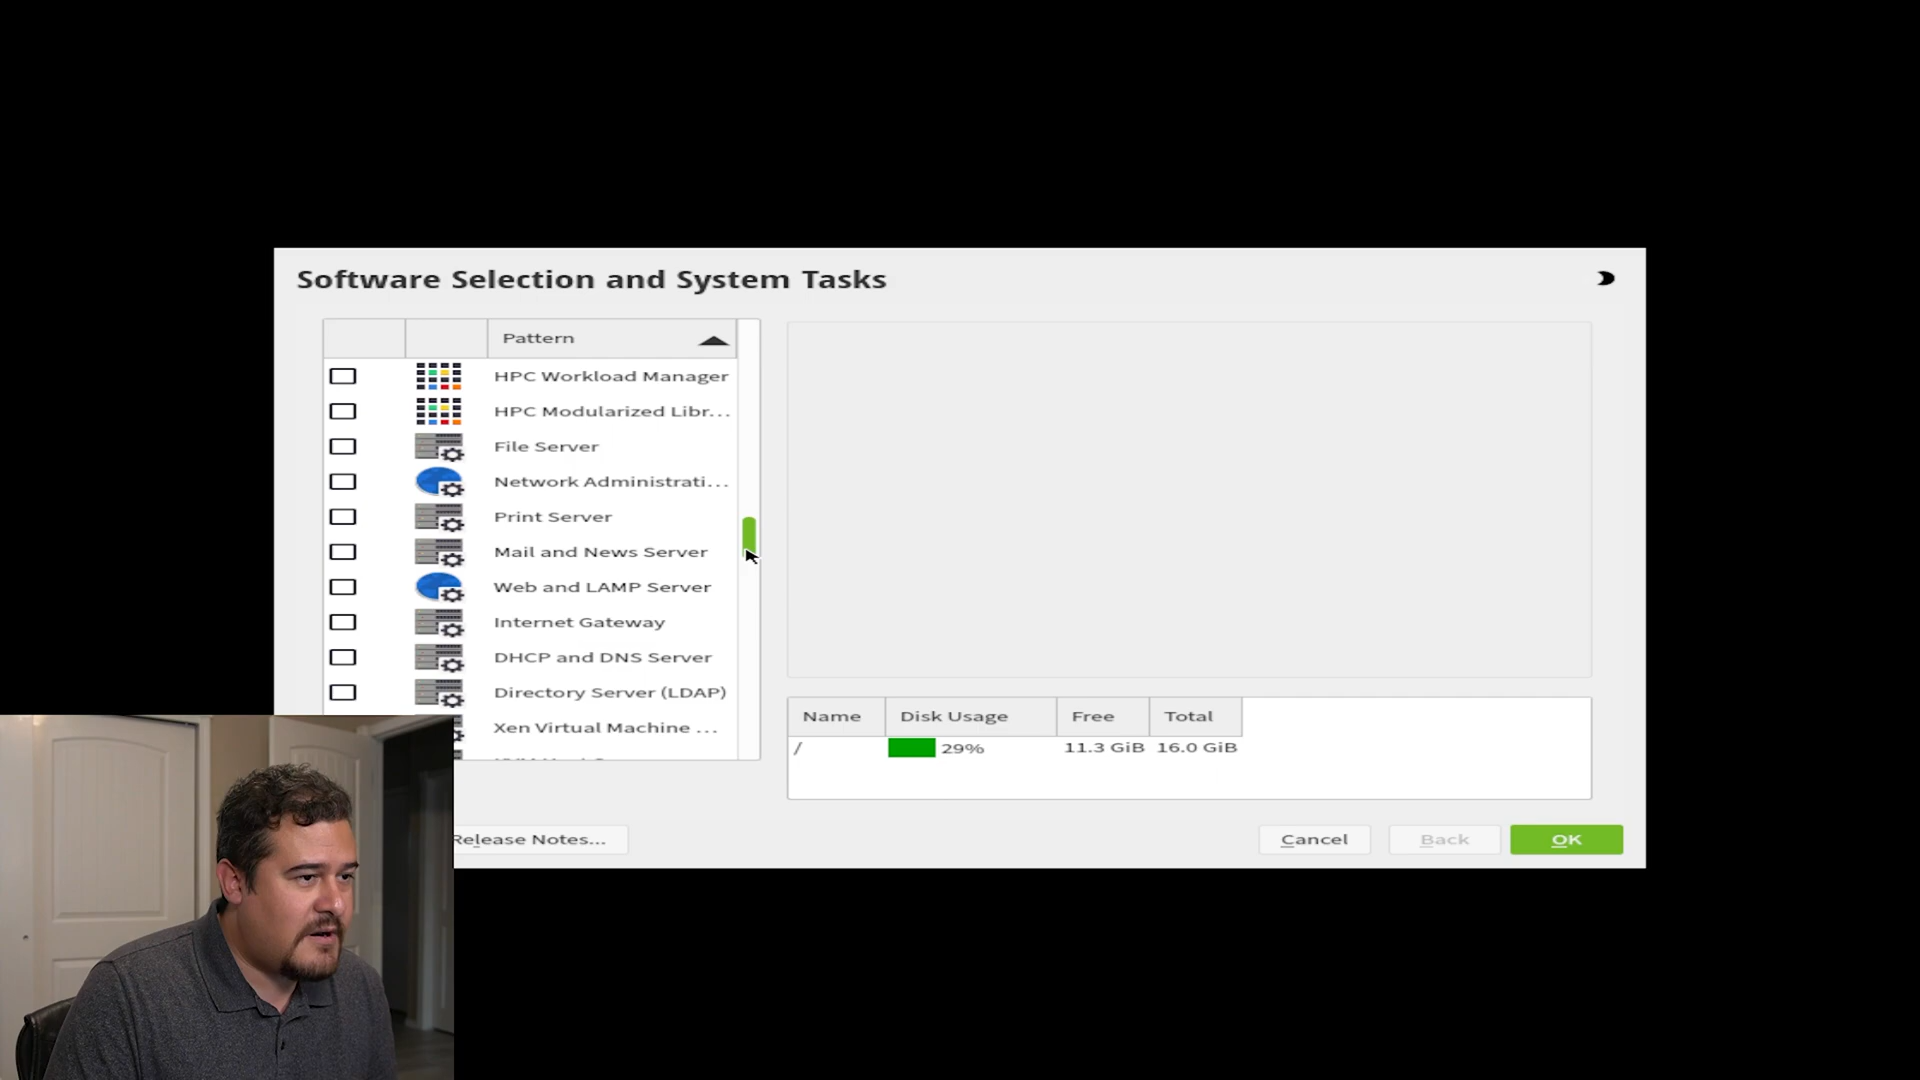 Software Selection and System Tasks
Pattern
HPC Workload Manager
HPC Modularized Libr...
File Server
Network Administrati...
Print Server
Mail and News Server
Web and LAMP Server
Internet Gateway
DHCP and DNS Server
Directory Server (LDAP)
Xen Virtual Machine ...
Name Disk Usage Free Total
/ 29% 11.3 GiB 16.0 GiB
Release Notes...
Cancel
Back
OK